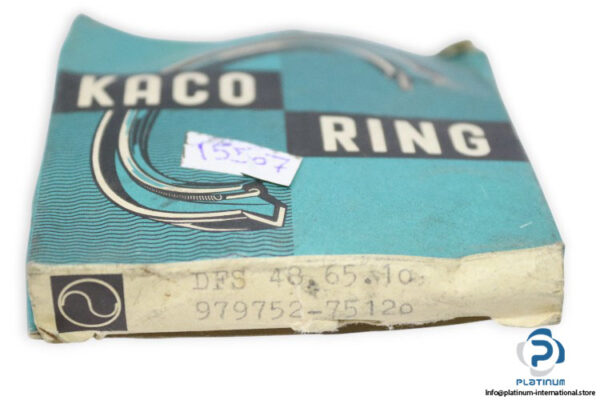 KACO
RING
DFS 48.65.10
979752-75120
PLATINUM
info@platinum-international.store